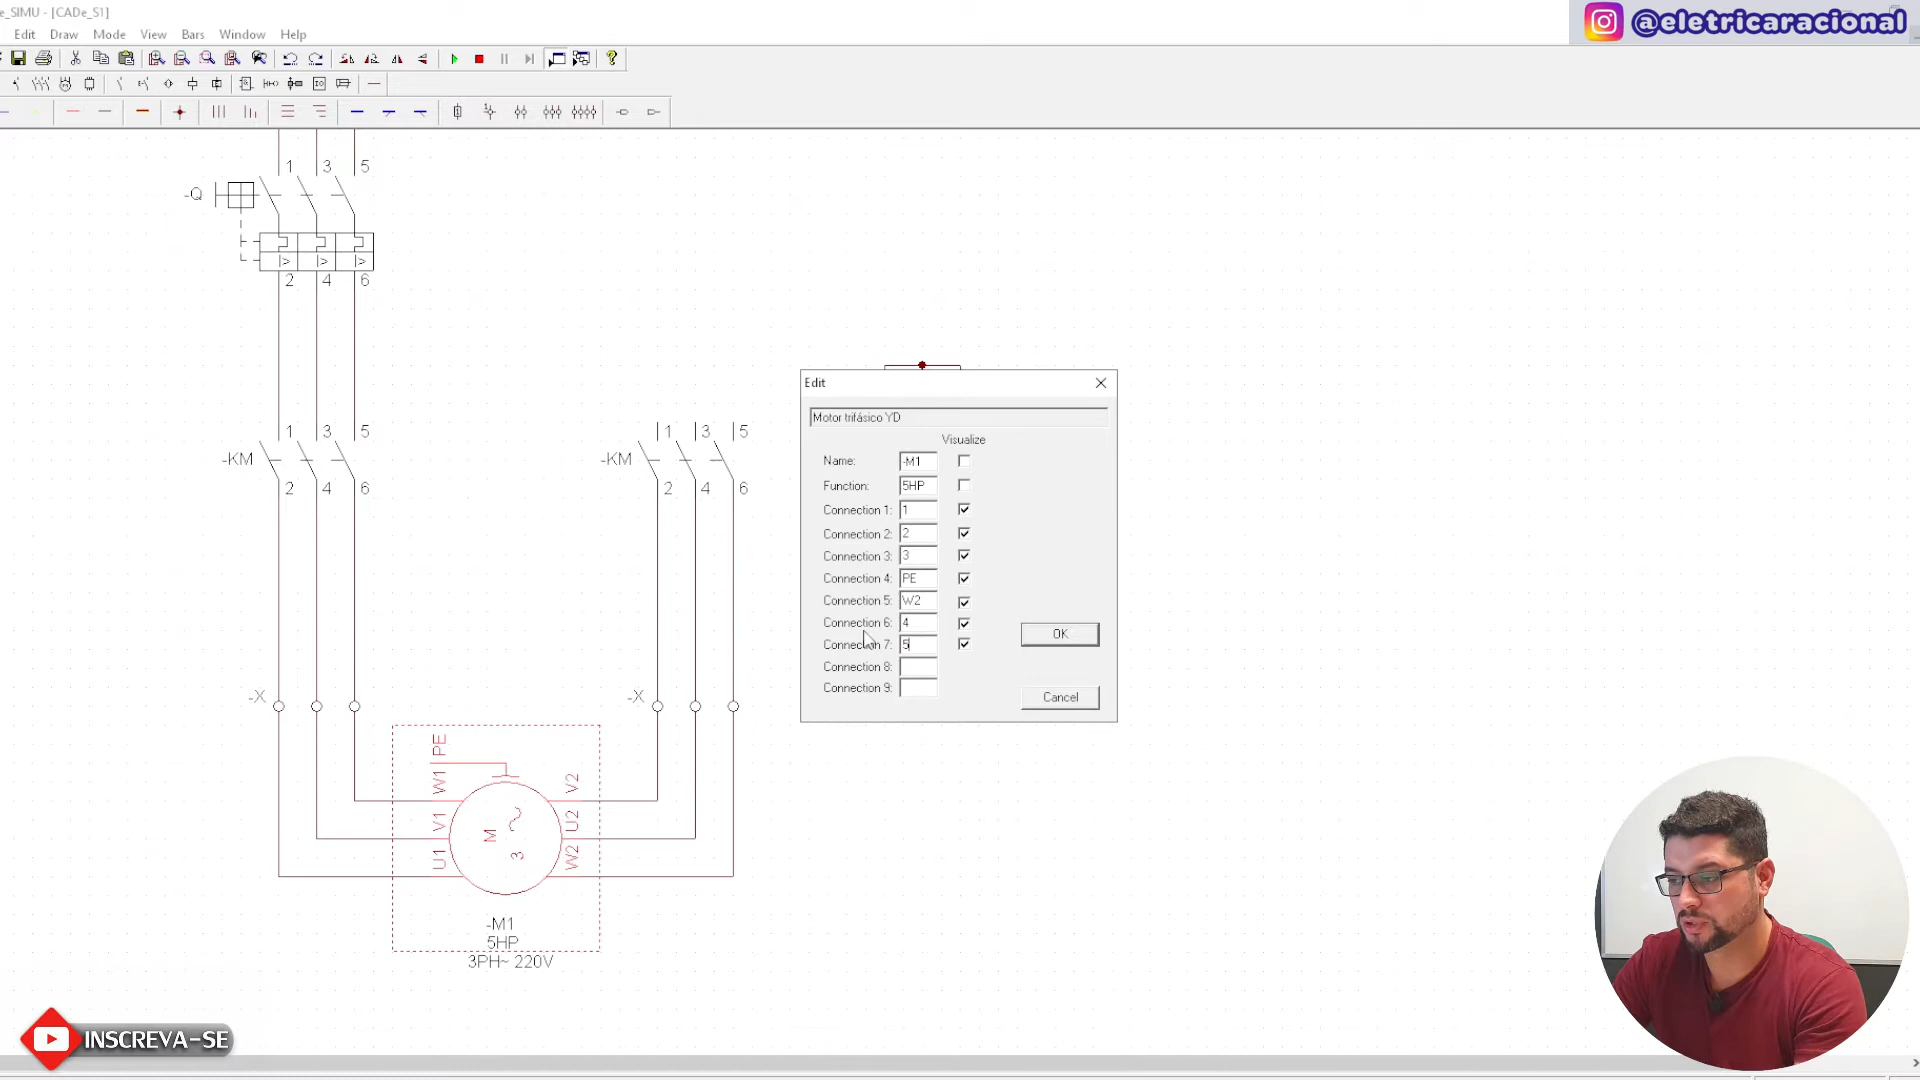 e_SIMU - [CADe_S1]
@eletricaracional
Edit Draw Mode View Bars Window Help
1 3 5
-Q
2 4 6
Edit
Motor trifásico YD
Visualize
Name: -M1
Function: 5HP
Connection 1: 1
Connection 2: 2
Connection 3: 3
Connection 4: PE
Connection 5: W2
Connection 6: 4
Connection 7: 5
Connection 8:
Connection 9:
OK
Cancel
1 3 5
-KM
2 4 6
1 3 5
-KM
2 4 6
-X
-X
PE
W1 V2
V1 U2
U1 W2
M
3
-M1
5HP
3PH~ 220V
INSCREVA-SE